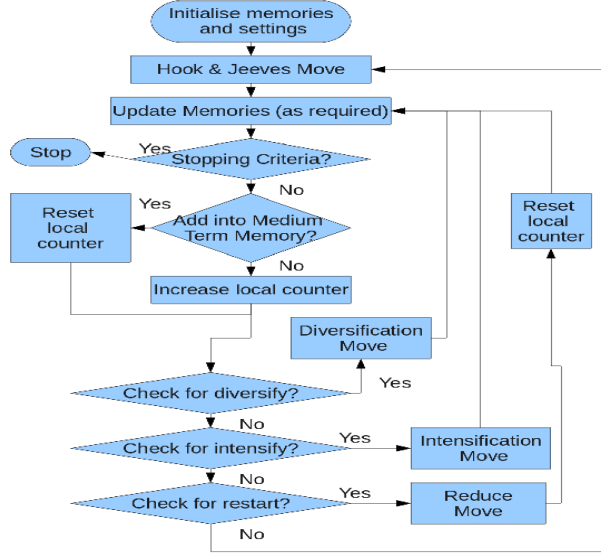 Initialise memories
and settings
Hook & Jeeves Move
Update Memories (as required)
Yes
Stop
Stopping Criteria?
No
Yes
Reset
local
counter
Add into Medium
Term Memory?
Reset
local
counter
No
Increase local counter
Diversification
Move
Check for diversify?
Yes
No
Check for intensify?
Yes
Intensification
Move
No
Check for restart?
Yes
Reduce
Move
No